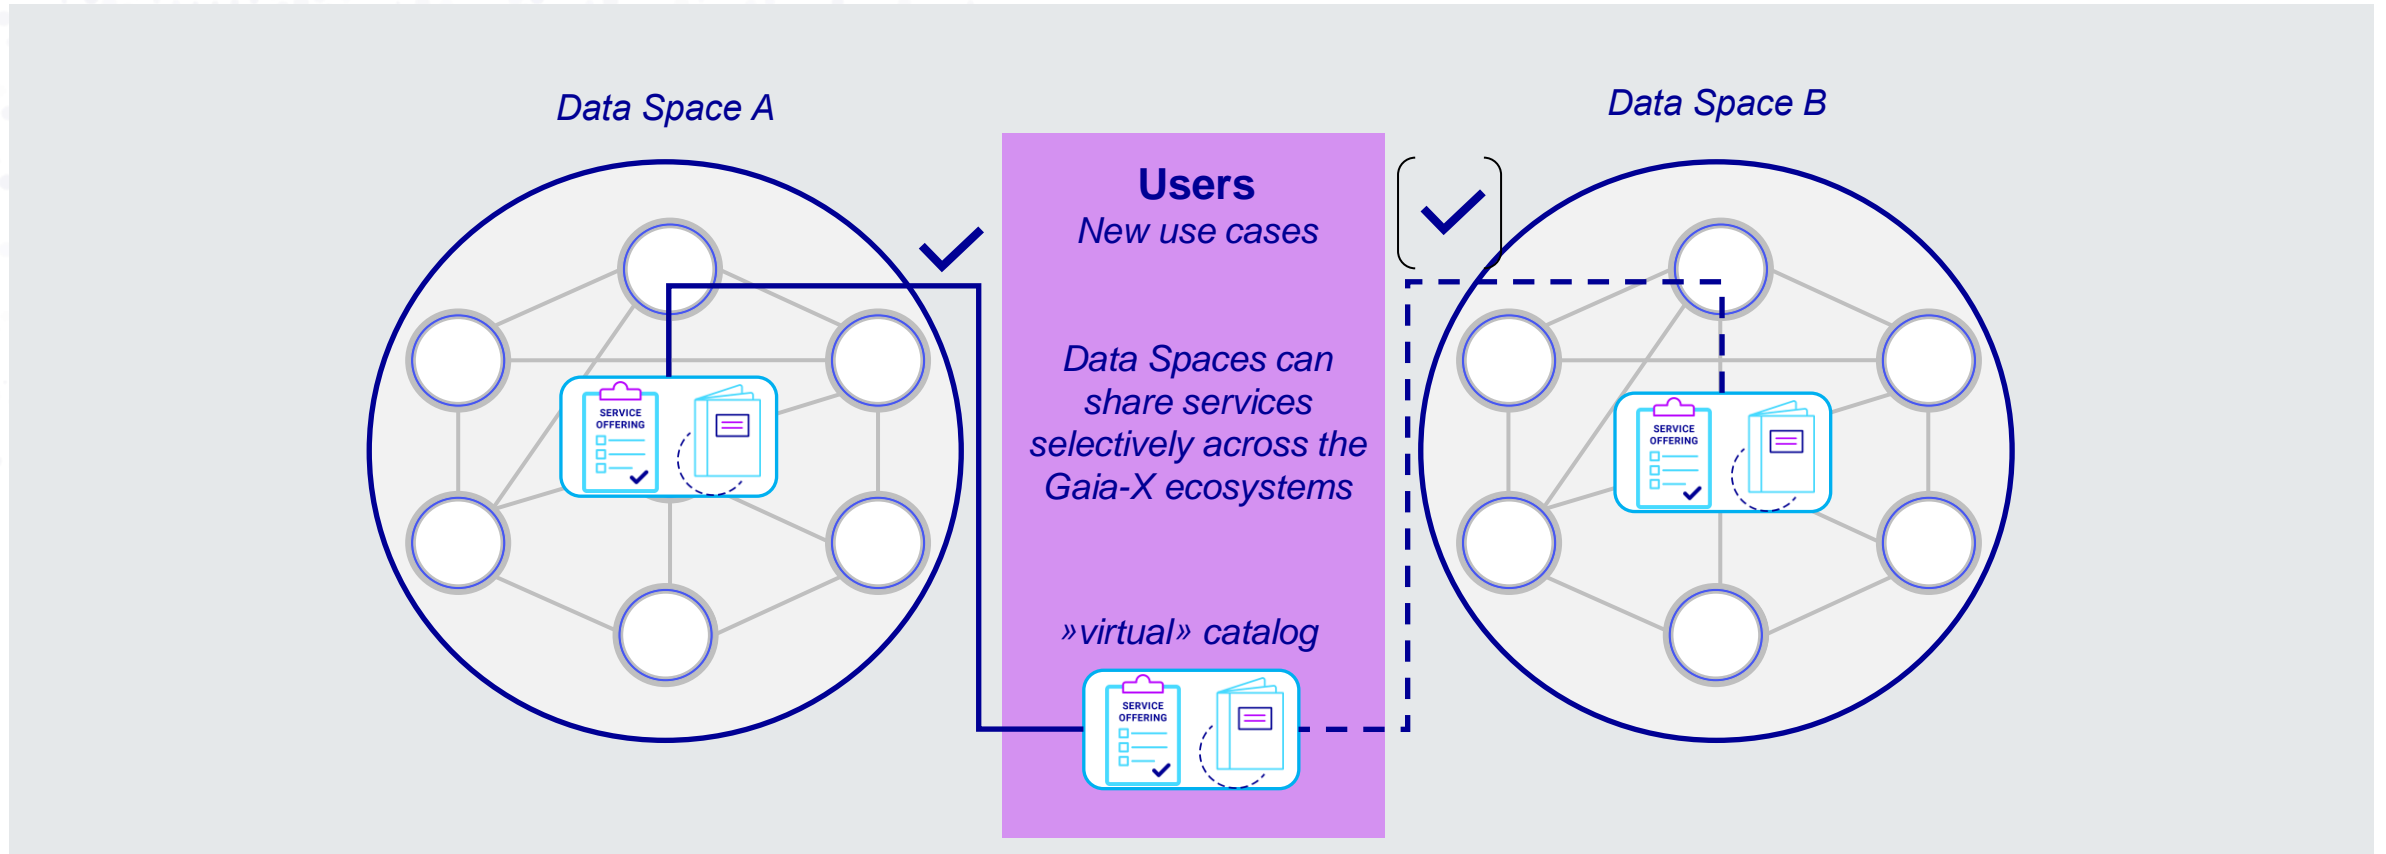 Data Space A
SERVICE
OFFERING
Users
New use cases
Data Spaces can
share services
selectively across the
Gaia-X ecosystems
»virtual» catalog
SERVICE
OFFERING
Data Space B
SERVICE
OFFERING